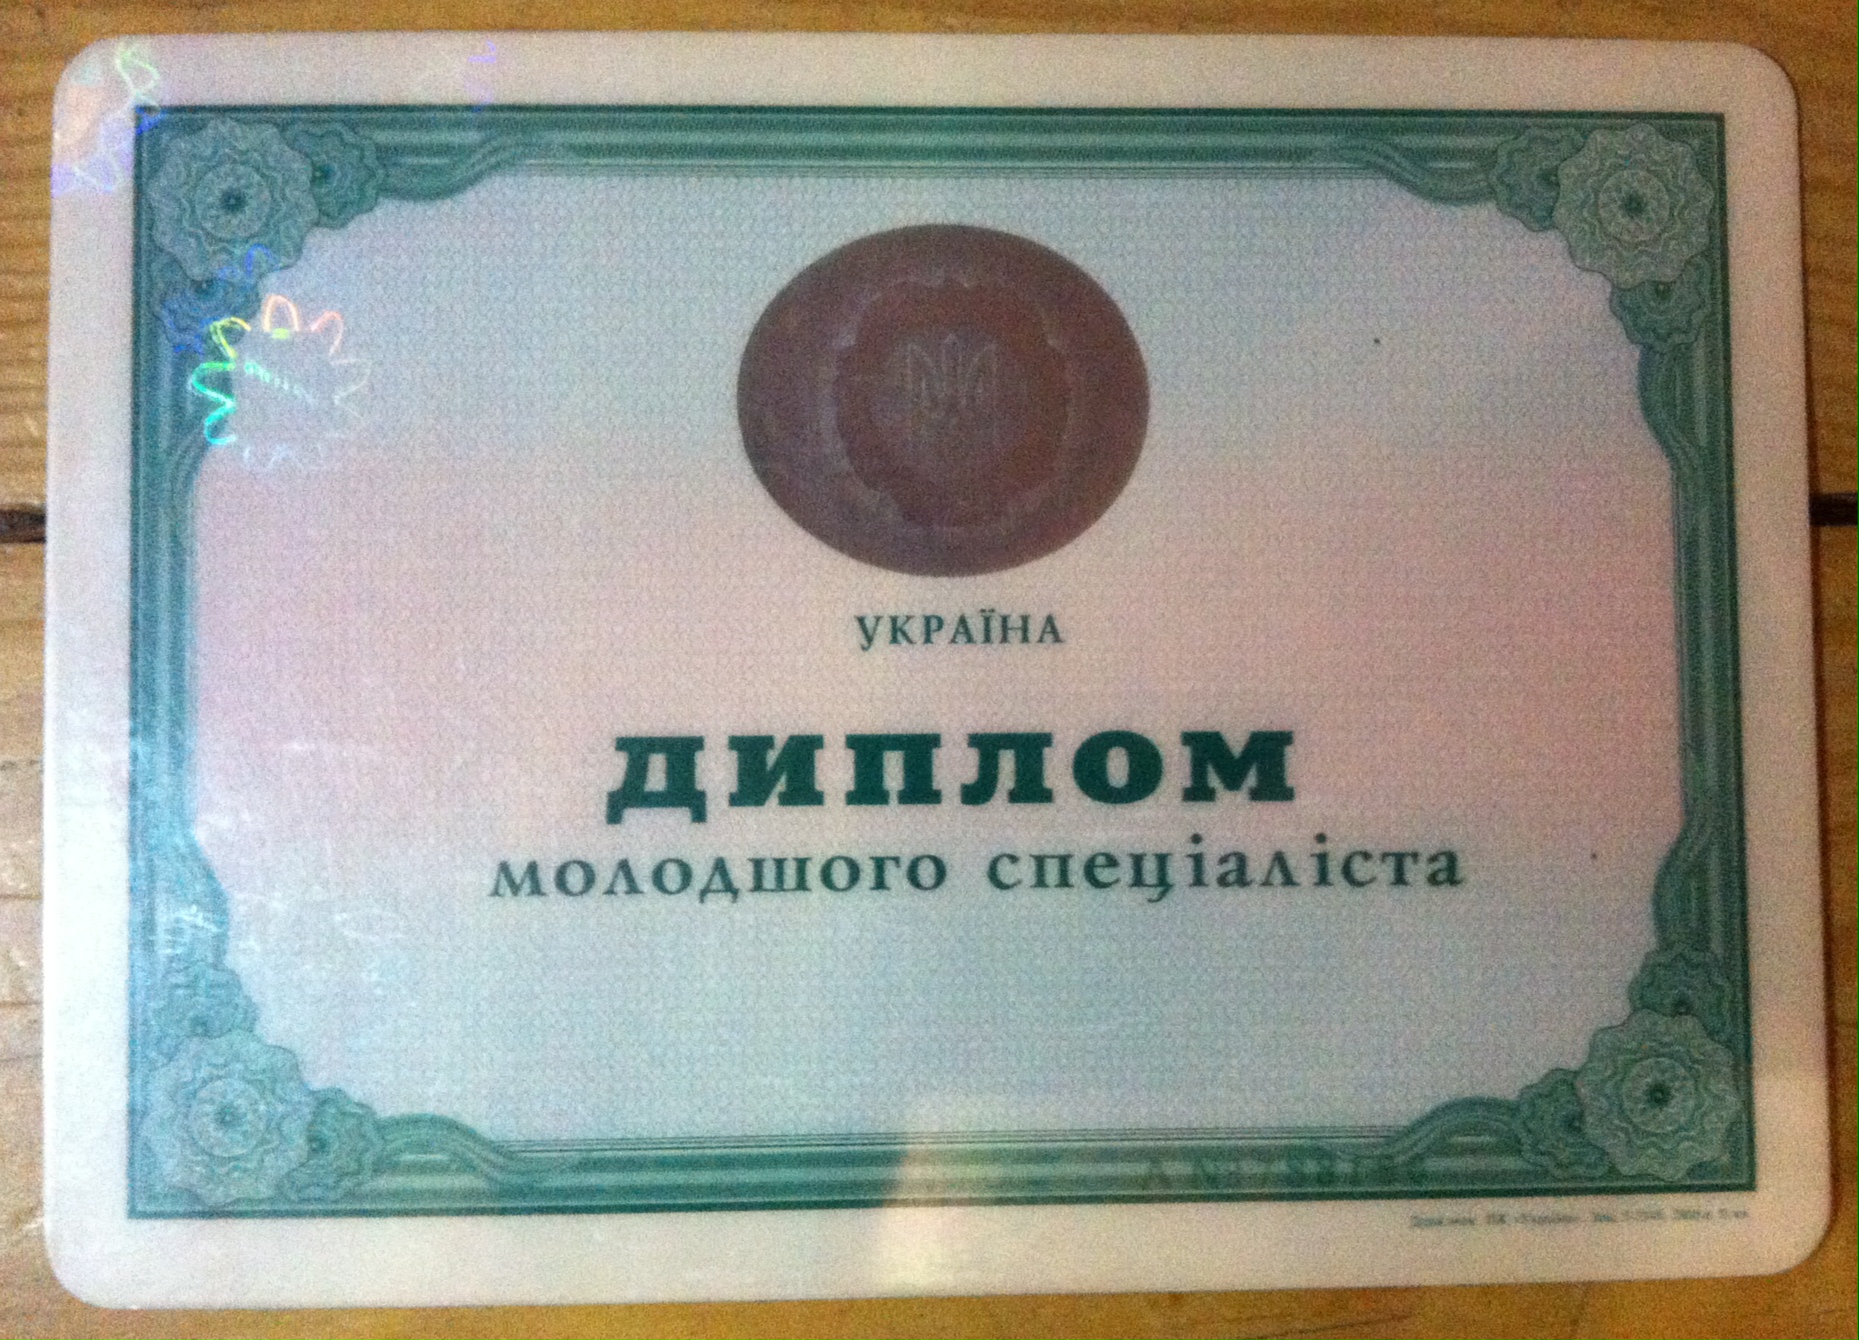 УКРАЇНА
ДИПЛОМ
молодшого спеціаліста